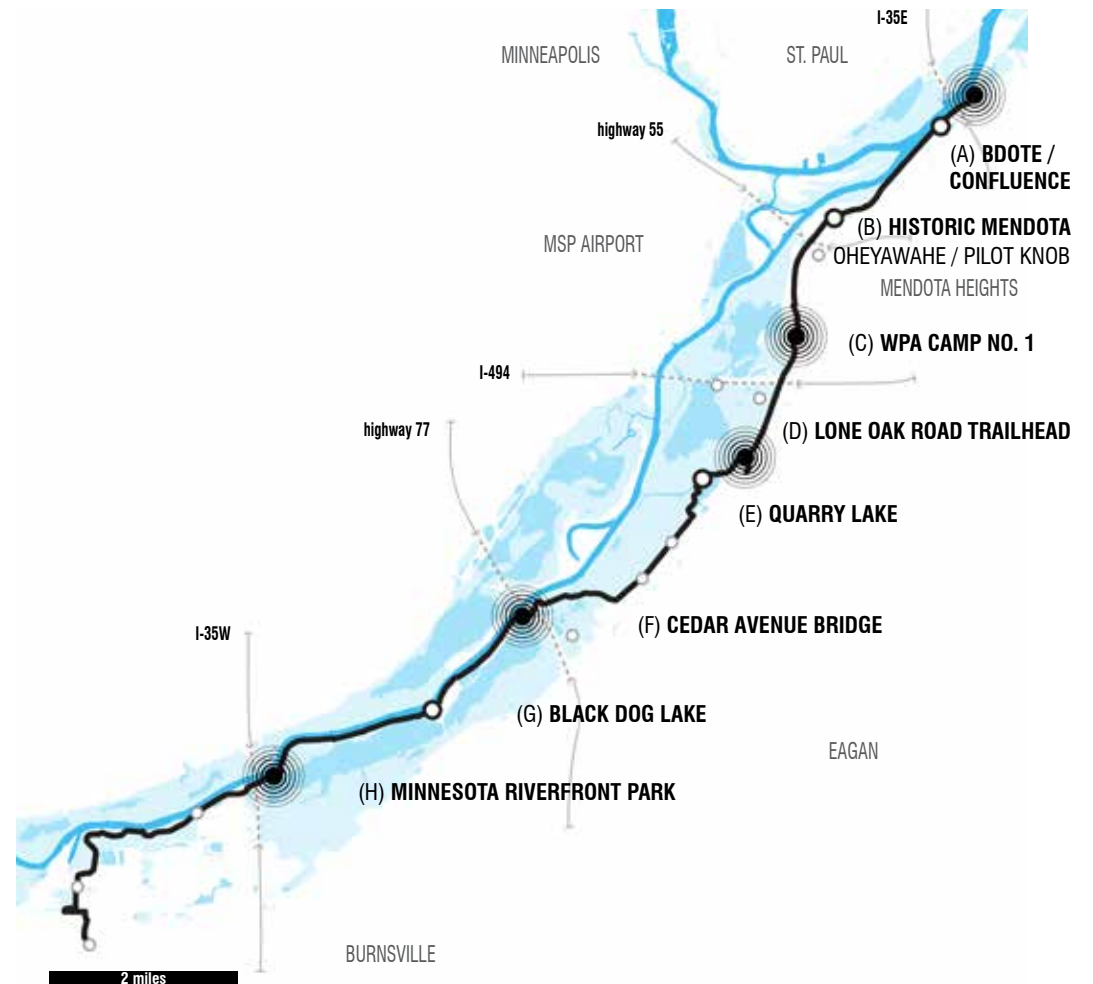 I-35E
MINNEAPOLIS
ST. PAUL
highway 55
(A) BDOTE /
CONFLUENCE
(B) HISTORIC MENDOTA
MSP AIRPORT
OHEYAWAHE / PILOT KNOB
MENDOTA HEIGHTS
(C) WPA CAMP NO. 1
I-494
highway 77
(D) LONE OAK ROAD TRAILHEAD
(E) QUARRY LAKE
(F) CEDAR AVENUE BRIDGE
I-35W
(G) BLACK DOG LAKE
EAGAN
(H) MINNESOTA RIVERFRONT PARK
BURNSVILLE
2 miles